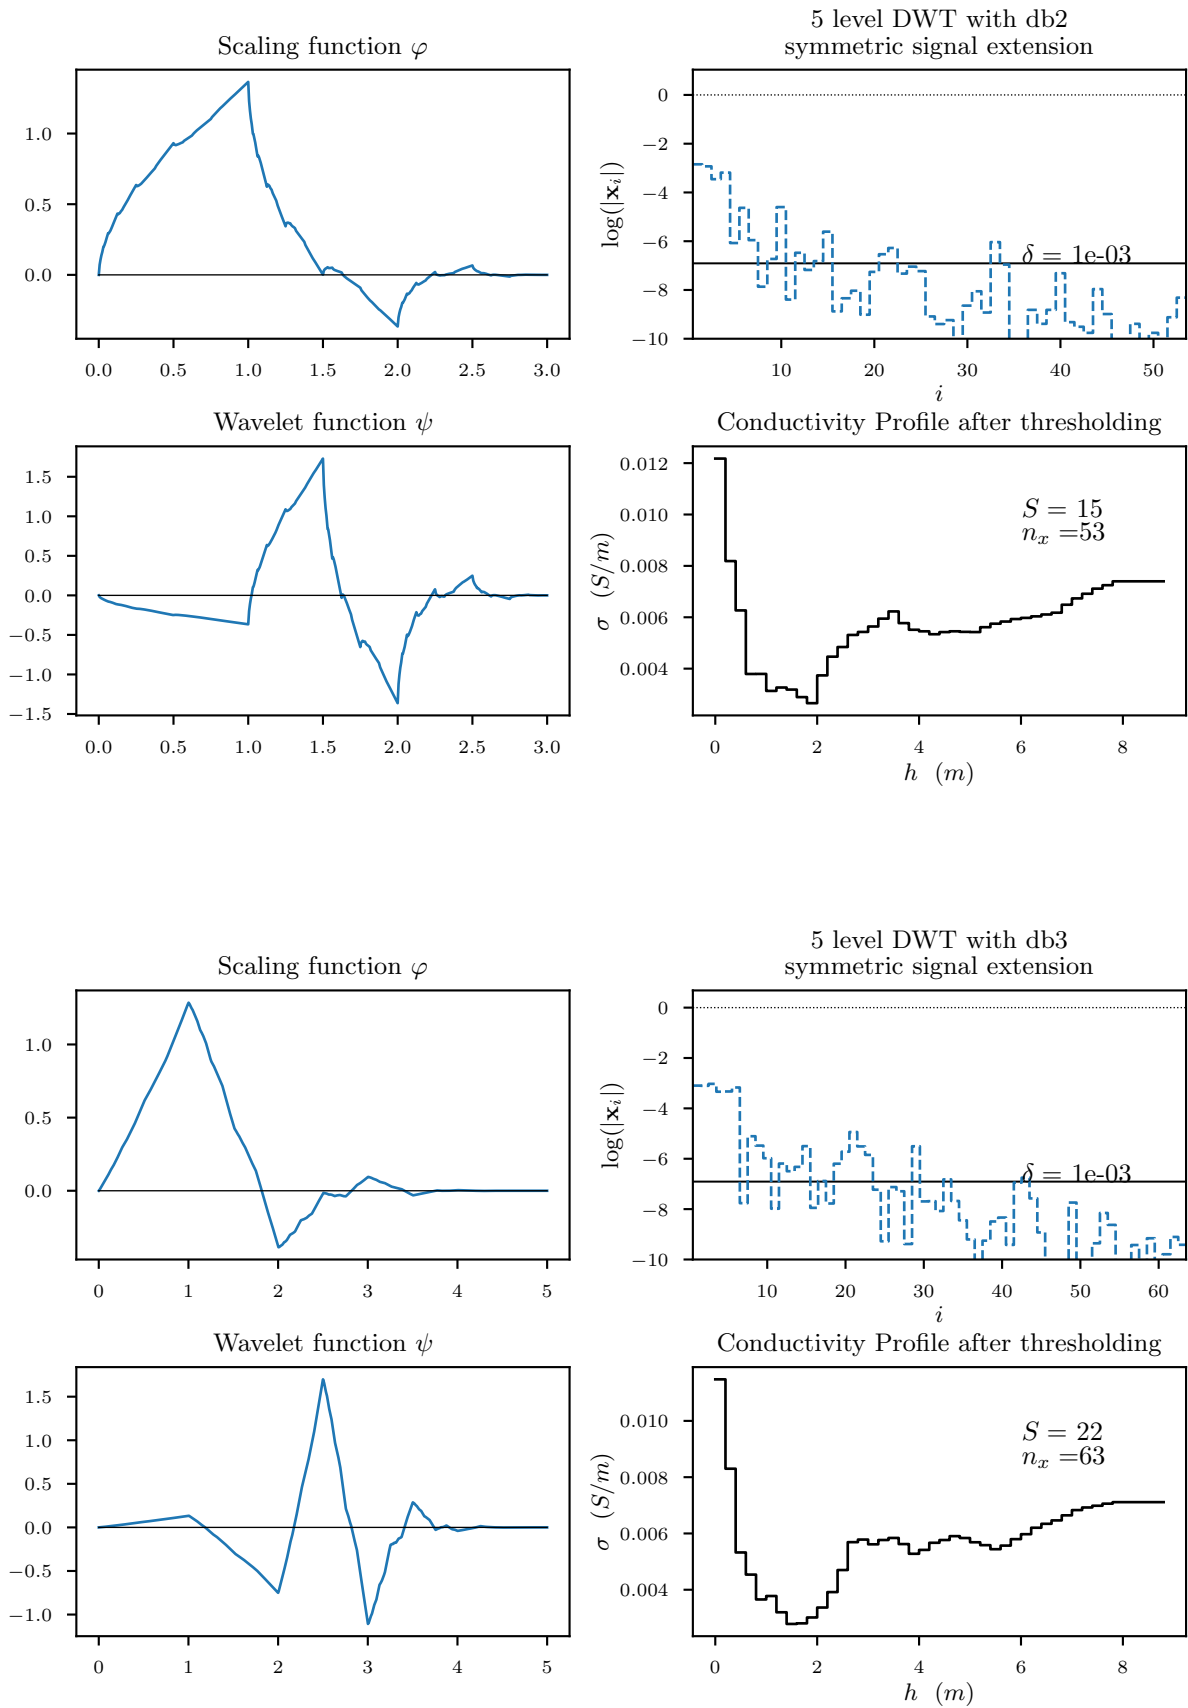 Scaling function φ
1.0
0.5
0.0
0.0 0.5 1.0 1.5 2.0 2.5 3.0
5 level DWT with db2
symmetric signal extension
0
−2
−4
−6
−8
−10
log(|x_i|)
δ = 1e-03
10 20 30 40 50
i
Wavelet function ψ
1.5
1.0
0.5
0.0
−0.5
−1.0
−1.5
0.0 0.5 1.0 1.5 2.0 2.5 3.0
Conductivity Profile after thresholding
0.012
0.010
0.008
0.006
0.004
σ (S/m)
S = 15
n_x =53
0 2 4 6 8
h (m)
Scaling function φ
1.0
0.5
0.0
0 1 2 3 4 5
5 level DWT with db3
symmetric signal extension
0
−2
−4
−6
−8
−10
log(|x_i|)
δ = 1e-03
10 20 30 40 50 60
i
Wavelet function ψ
1.5
1.0
0.5
0.0
−0.5
−1.0
0 1 2 3 4 5
Conductivity Profile after thresholding
0.010
0.008
0.006
0.004
σ (S/m)
S = 22
n_x =63
0 2 4 6 8
h (m)